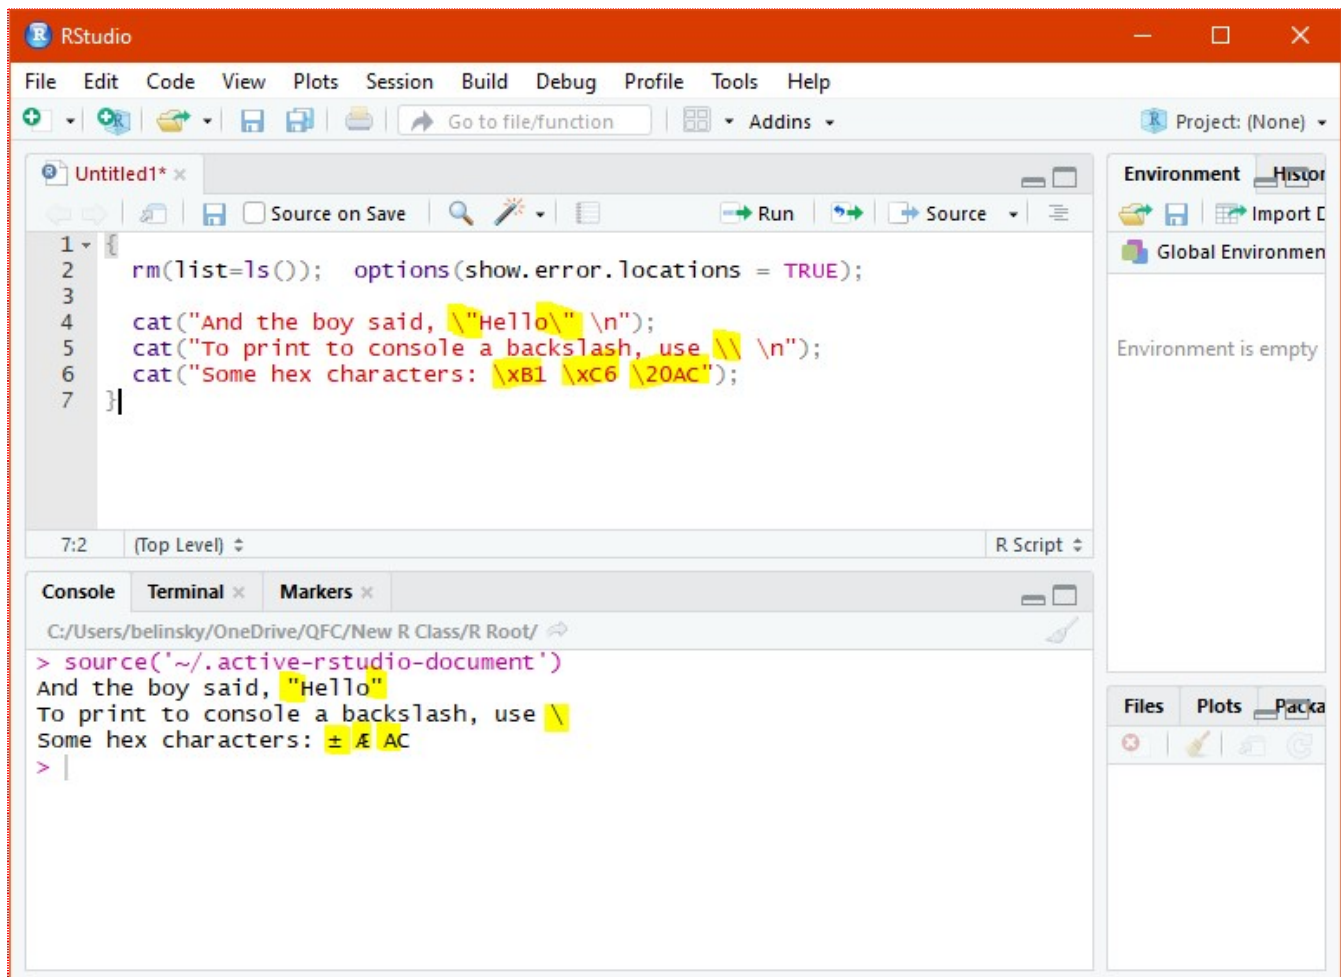 RStudio
File Edit Code View Plots Session Build Debug Profile Tools Help
Go to file/function Addins Project: (None)
Untitled1*
Source on Save Run Source
1 {
2 rm(list=ls()); options(show.error.locations = TRUE);
3
4 cat("And the boy said, \"Hello\" \n");
5 cat("To print to console a backslash, use \\ \n");
6 cat("Some hex characters: \xB1 \xC6 \20AC");
7 }
7:2 (Top Level) R Script
Console Terminal Markers
C:/Users/belinsky/OneDrive/QFC/New R Class/R Root/
> source('~/.active-rstudio-document')
And the boy said, "Hello"
To print to console a backslash, use \
Some hex characters: ± Æ AC
>
Environment Histor
Import D
Global Environmen
Environment is empty
Files Plots Packa